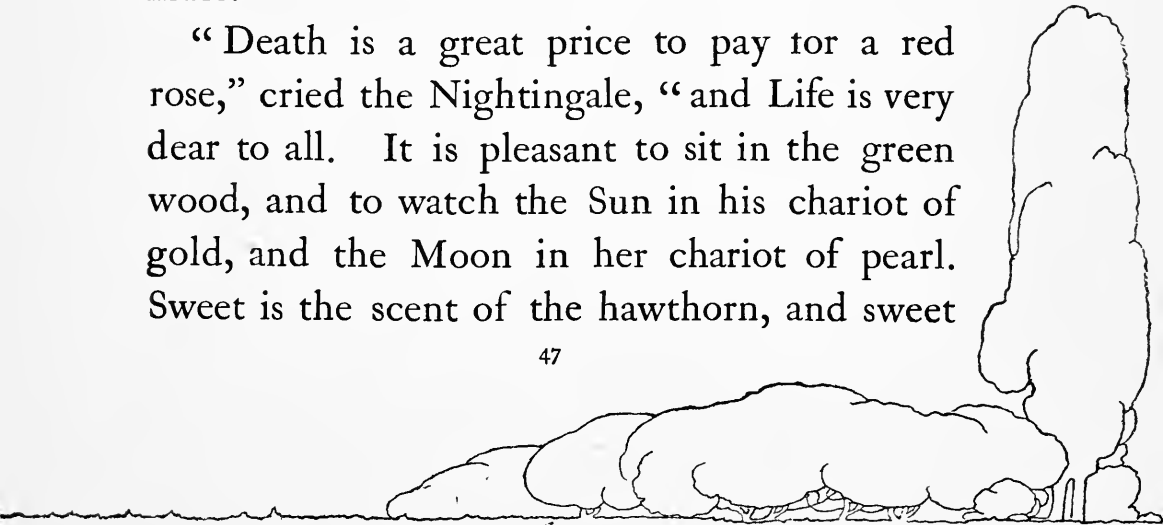 “ Death is a great price to pay for a red
rose,” cried the Nightingale, “ and Life is very
dear to all. It is pleasant to sit in the green
wood, and to watch the Sun in his chariot of
gold, and the Moon in her chariot of pearl.
Sweet is the scent of the hawthorn, and sweet
47